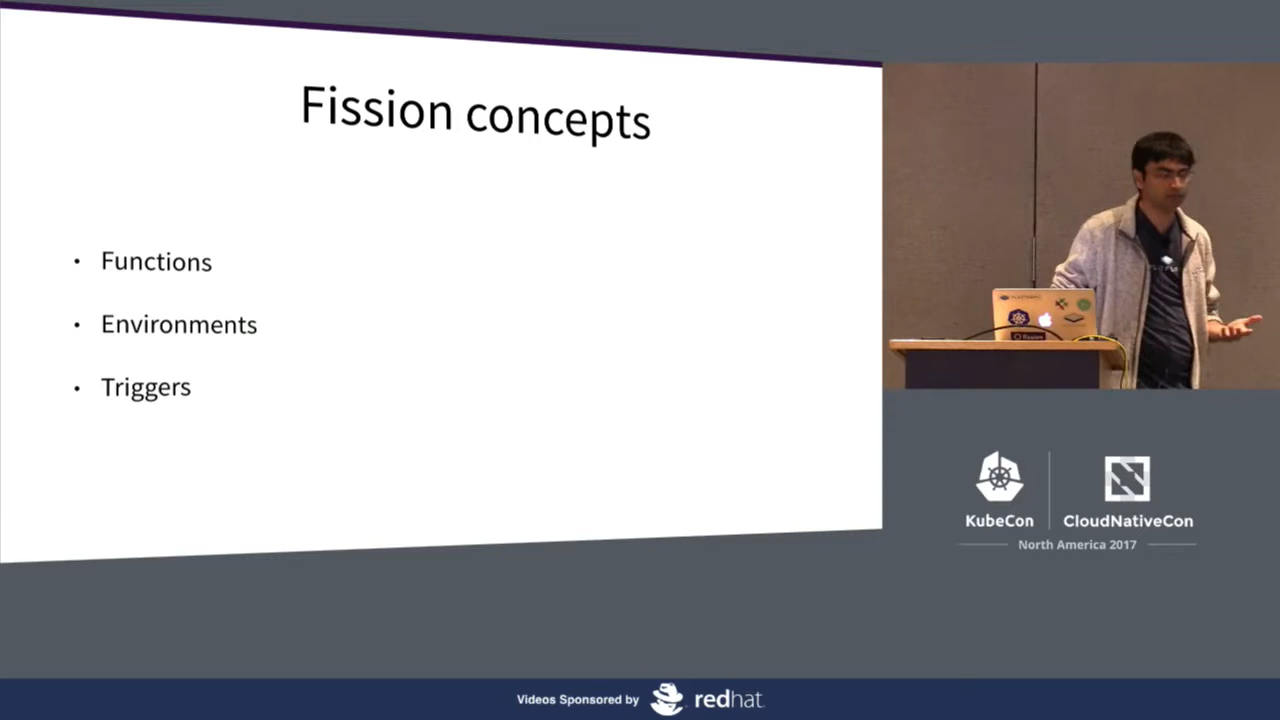 Fission concepts
• Functions
• Environments
• Triggers
KubeCon
CloudNativeCon
North America 2017
Videos Sponsored by redhat.